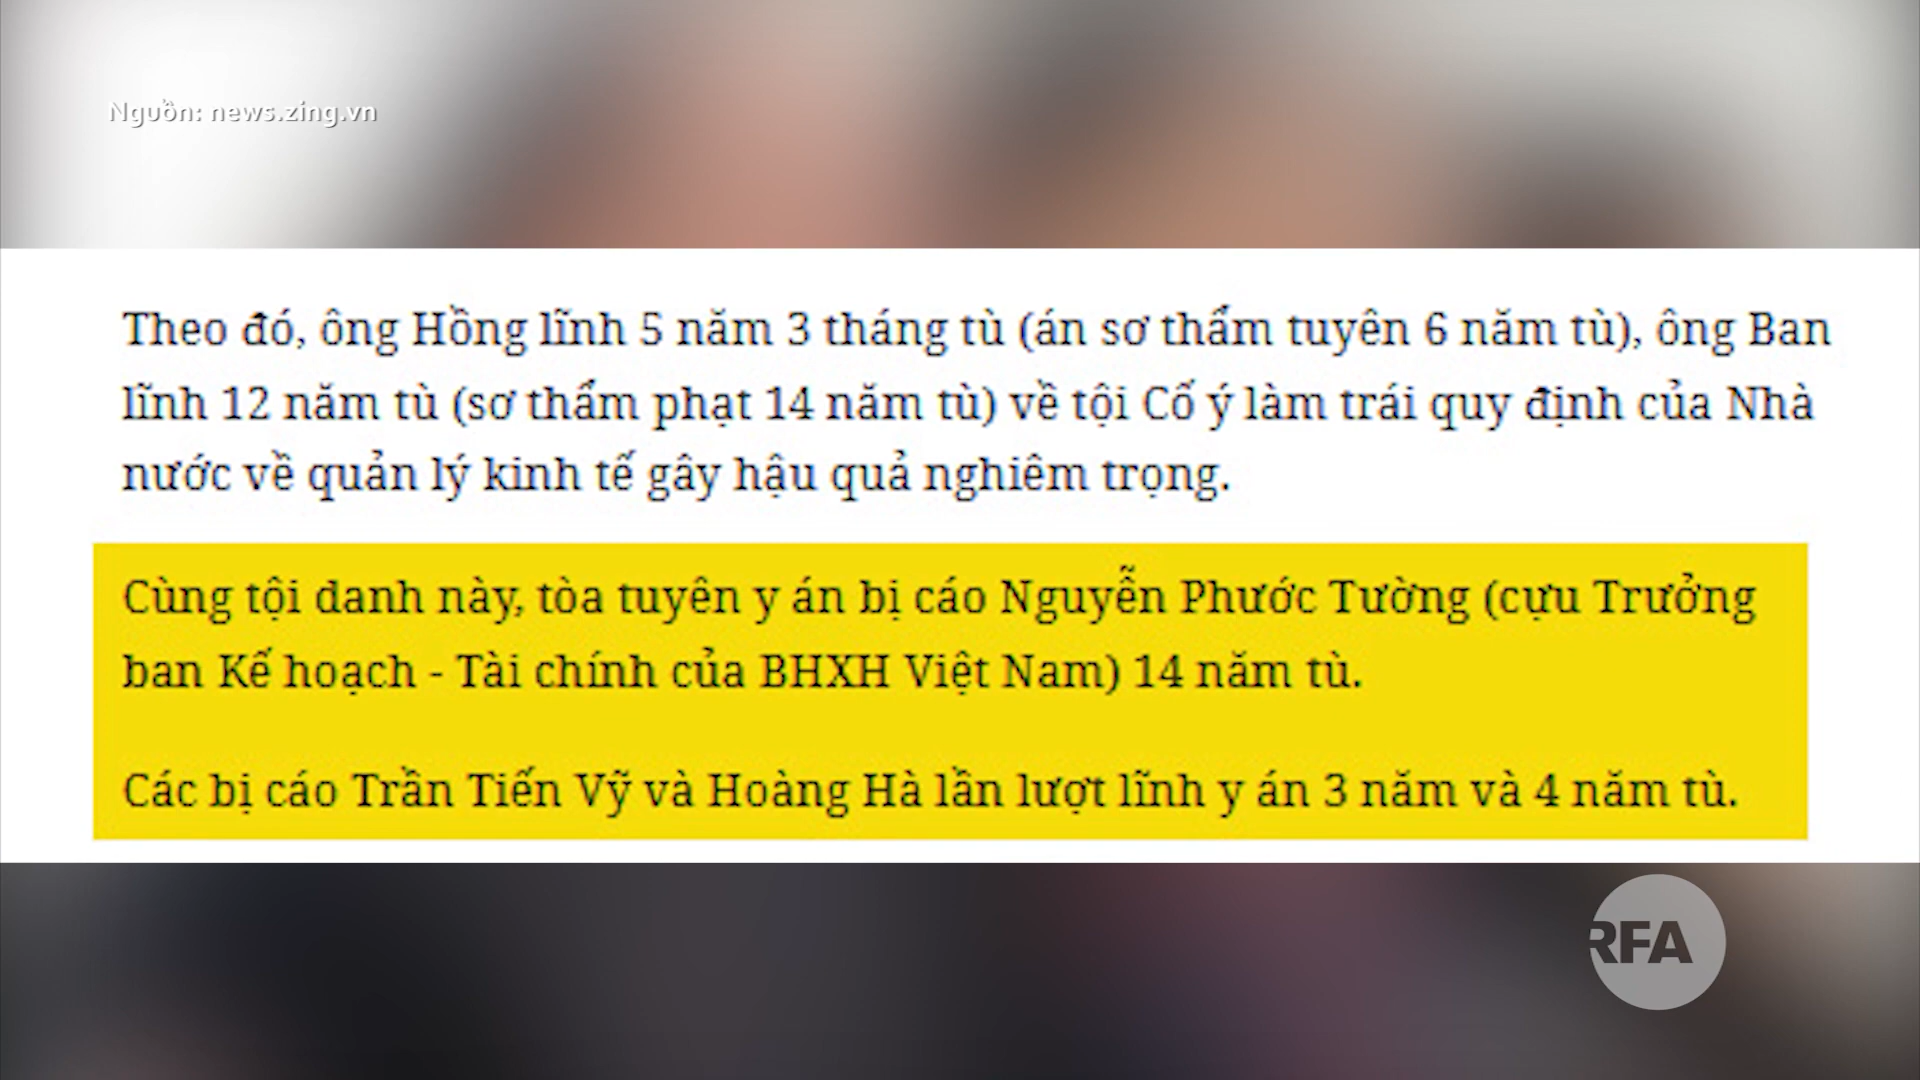 Nguồn: news.zing.vn
Theo đó, ông Hồng lĩnh 5 năm 3 tháng tù (án sơ thẩm tuyên 6 năm tù), ông Ban
lĩnh 12 năm tù (sơ thẩm phạt 14 năm tù) về tội Cố ý làm trái quy định của Nhà
nước về quản lý kinh tế gây hậu quả nghiêm trọng.
Cùng tội danh này, tòa tuyên y án bị cáo Nguyễn Phước Tường (cựu Trưởng
ban Kế hoạch - Tài chính của BHXH Việt Nam) 14 năm tù.
Các bị cáo Trần Tiến Vỹ và Hoàng Hà lần lượt lĩnh y án 3 năm và 4 năm tù.
RFA